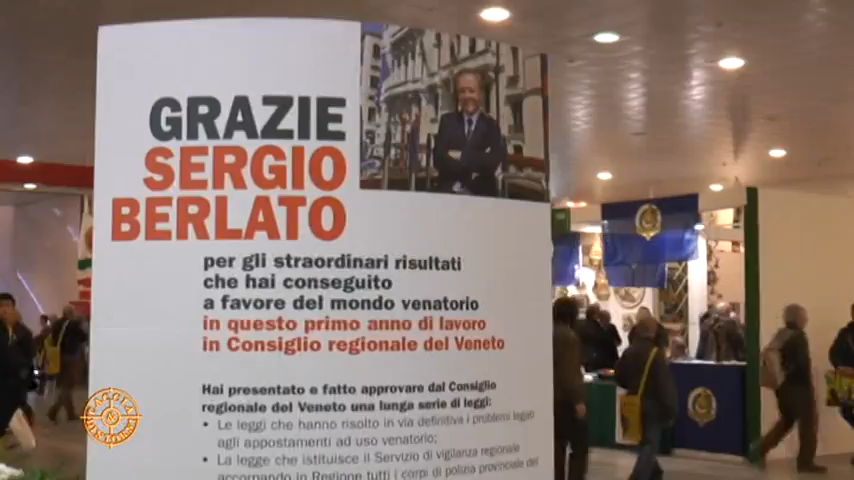 GRAZIE
SERGIO
BERLATO
per gli straordinari risultati
che hai conseguito
a favore del mondo venatorio
in questo primo anno di lavoro
in Consiglio regionale del Veneto
Hai presentato e fatto approvare dal Consiglio
regionale del Veneto una lunga serie di leggi:
• Le leggi che hanno risolto in via definitiva i problemi legati
agli appostamenti ad uso venatorio;
• La legge che istituisce il Servizio di vigilanza regionale
accorpando in Regione tutti i corpi di polizia provinciale del
CACCIA
& DINTORNI